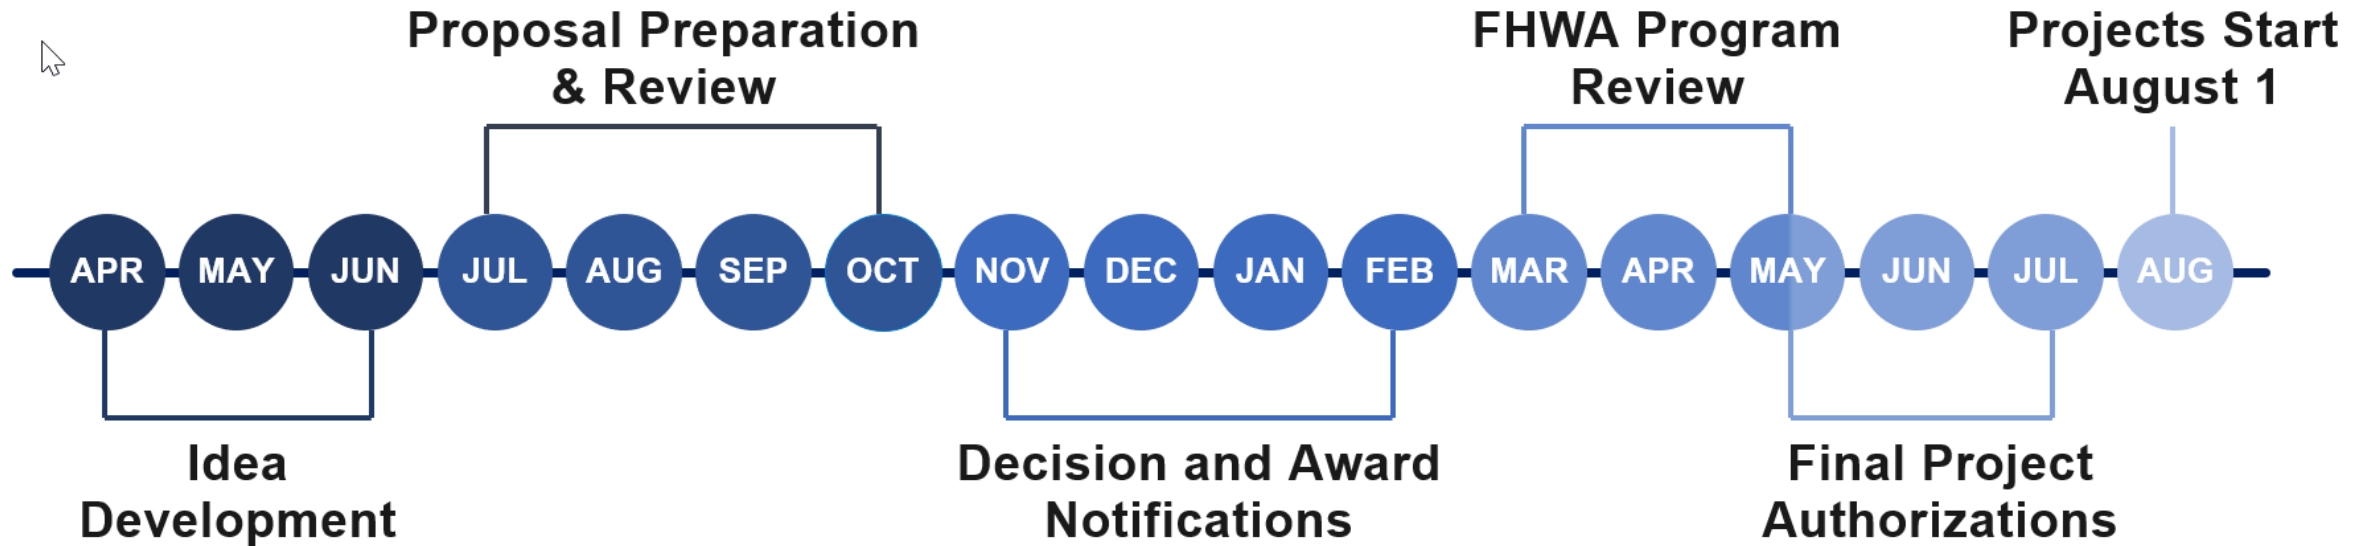 Proposal Preparation
& Review
FHWA Program
Review
Projects Start
August 1
APR MAY JUN JUL AUG SEP OCT NOV DEC JAN FEB MAR APR MAY JUN JUL AUG
Idea
Development
Decision and Award
Notifications
Final Project
Authorizations